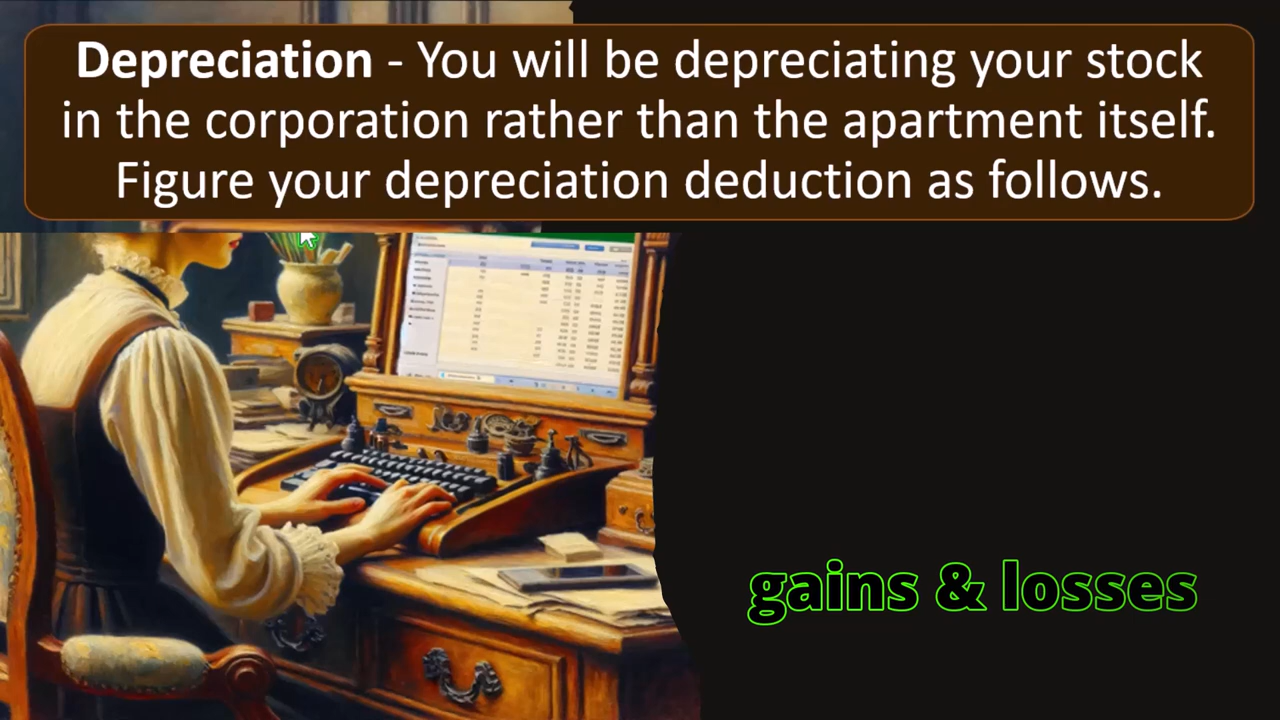 Depreciation - You will be depreciating your stock
in the corporation rather than the apartment itself.
Figure your depreciation deduction as follows.
gains & losses